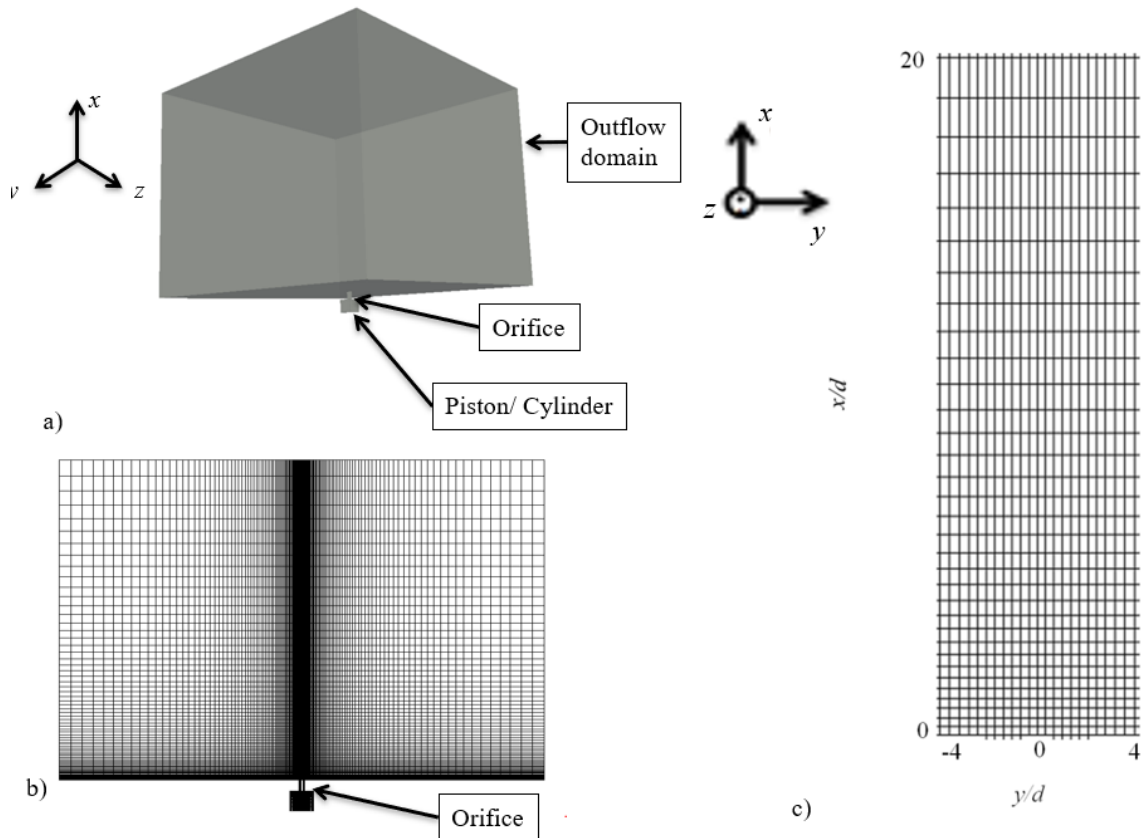 x
y
z
Outflow
domain
Orifice
Piston/ Cylinder
a)
b)
Orifice
x
z
y
20
x/d
0
-4
0
4
y/d
c)